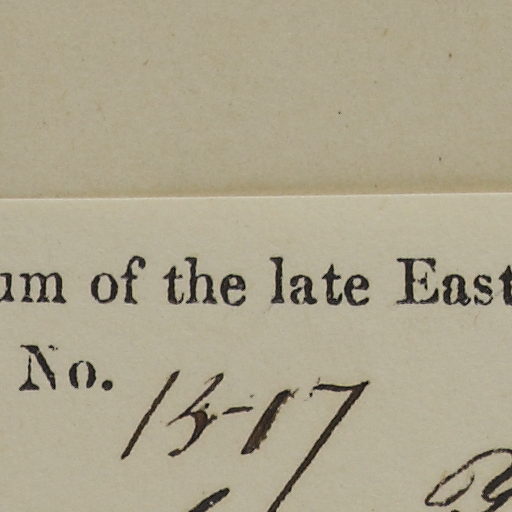 um of the late East
No. 1517